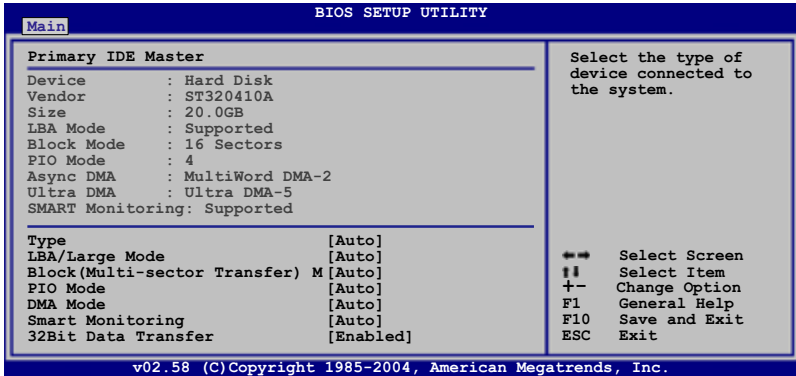 BIOS SETUP UTILITY
Main
Primary IDE Master
Device : Hard Disk
Vendor : ST320410A
Size : 20.0GB
LBA Mode : Supported
Block Mode : 16 Sectors
PIO Mode : 4
Async DMA : MultiWord DMA-2
Ultra DMA : Ultra DMA-5
SMART Monitoring: Supported
Type [Auto]
LBA/Large Mode [Auto]
Block(Multi-sector Transfer) M[Auto]
PIO Mode [Auto]
DMA Mode [Auto]
Smart Monitoring [Auto]
32Bit Data Transfer [Enabled]
Select the type of
device connected to
the system.
←→ Select Screen
↑↓ Select Item
+- Change Option
F1 General Help
F10 Save and Exit
ESC Exit
v02.58 (C)Copyright 1985-2004, American Megatrends, Inc.